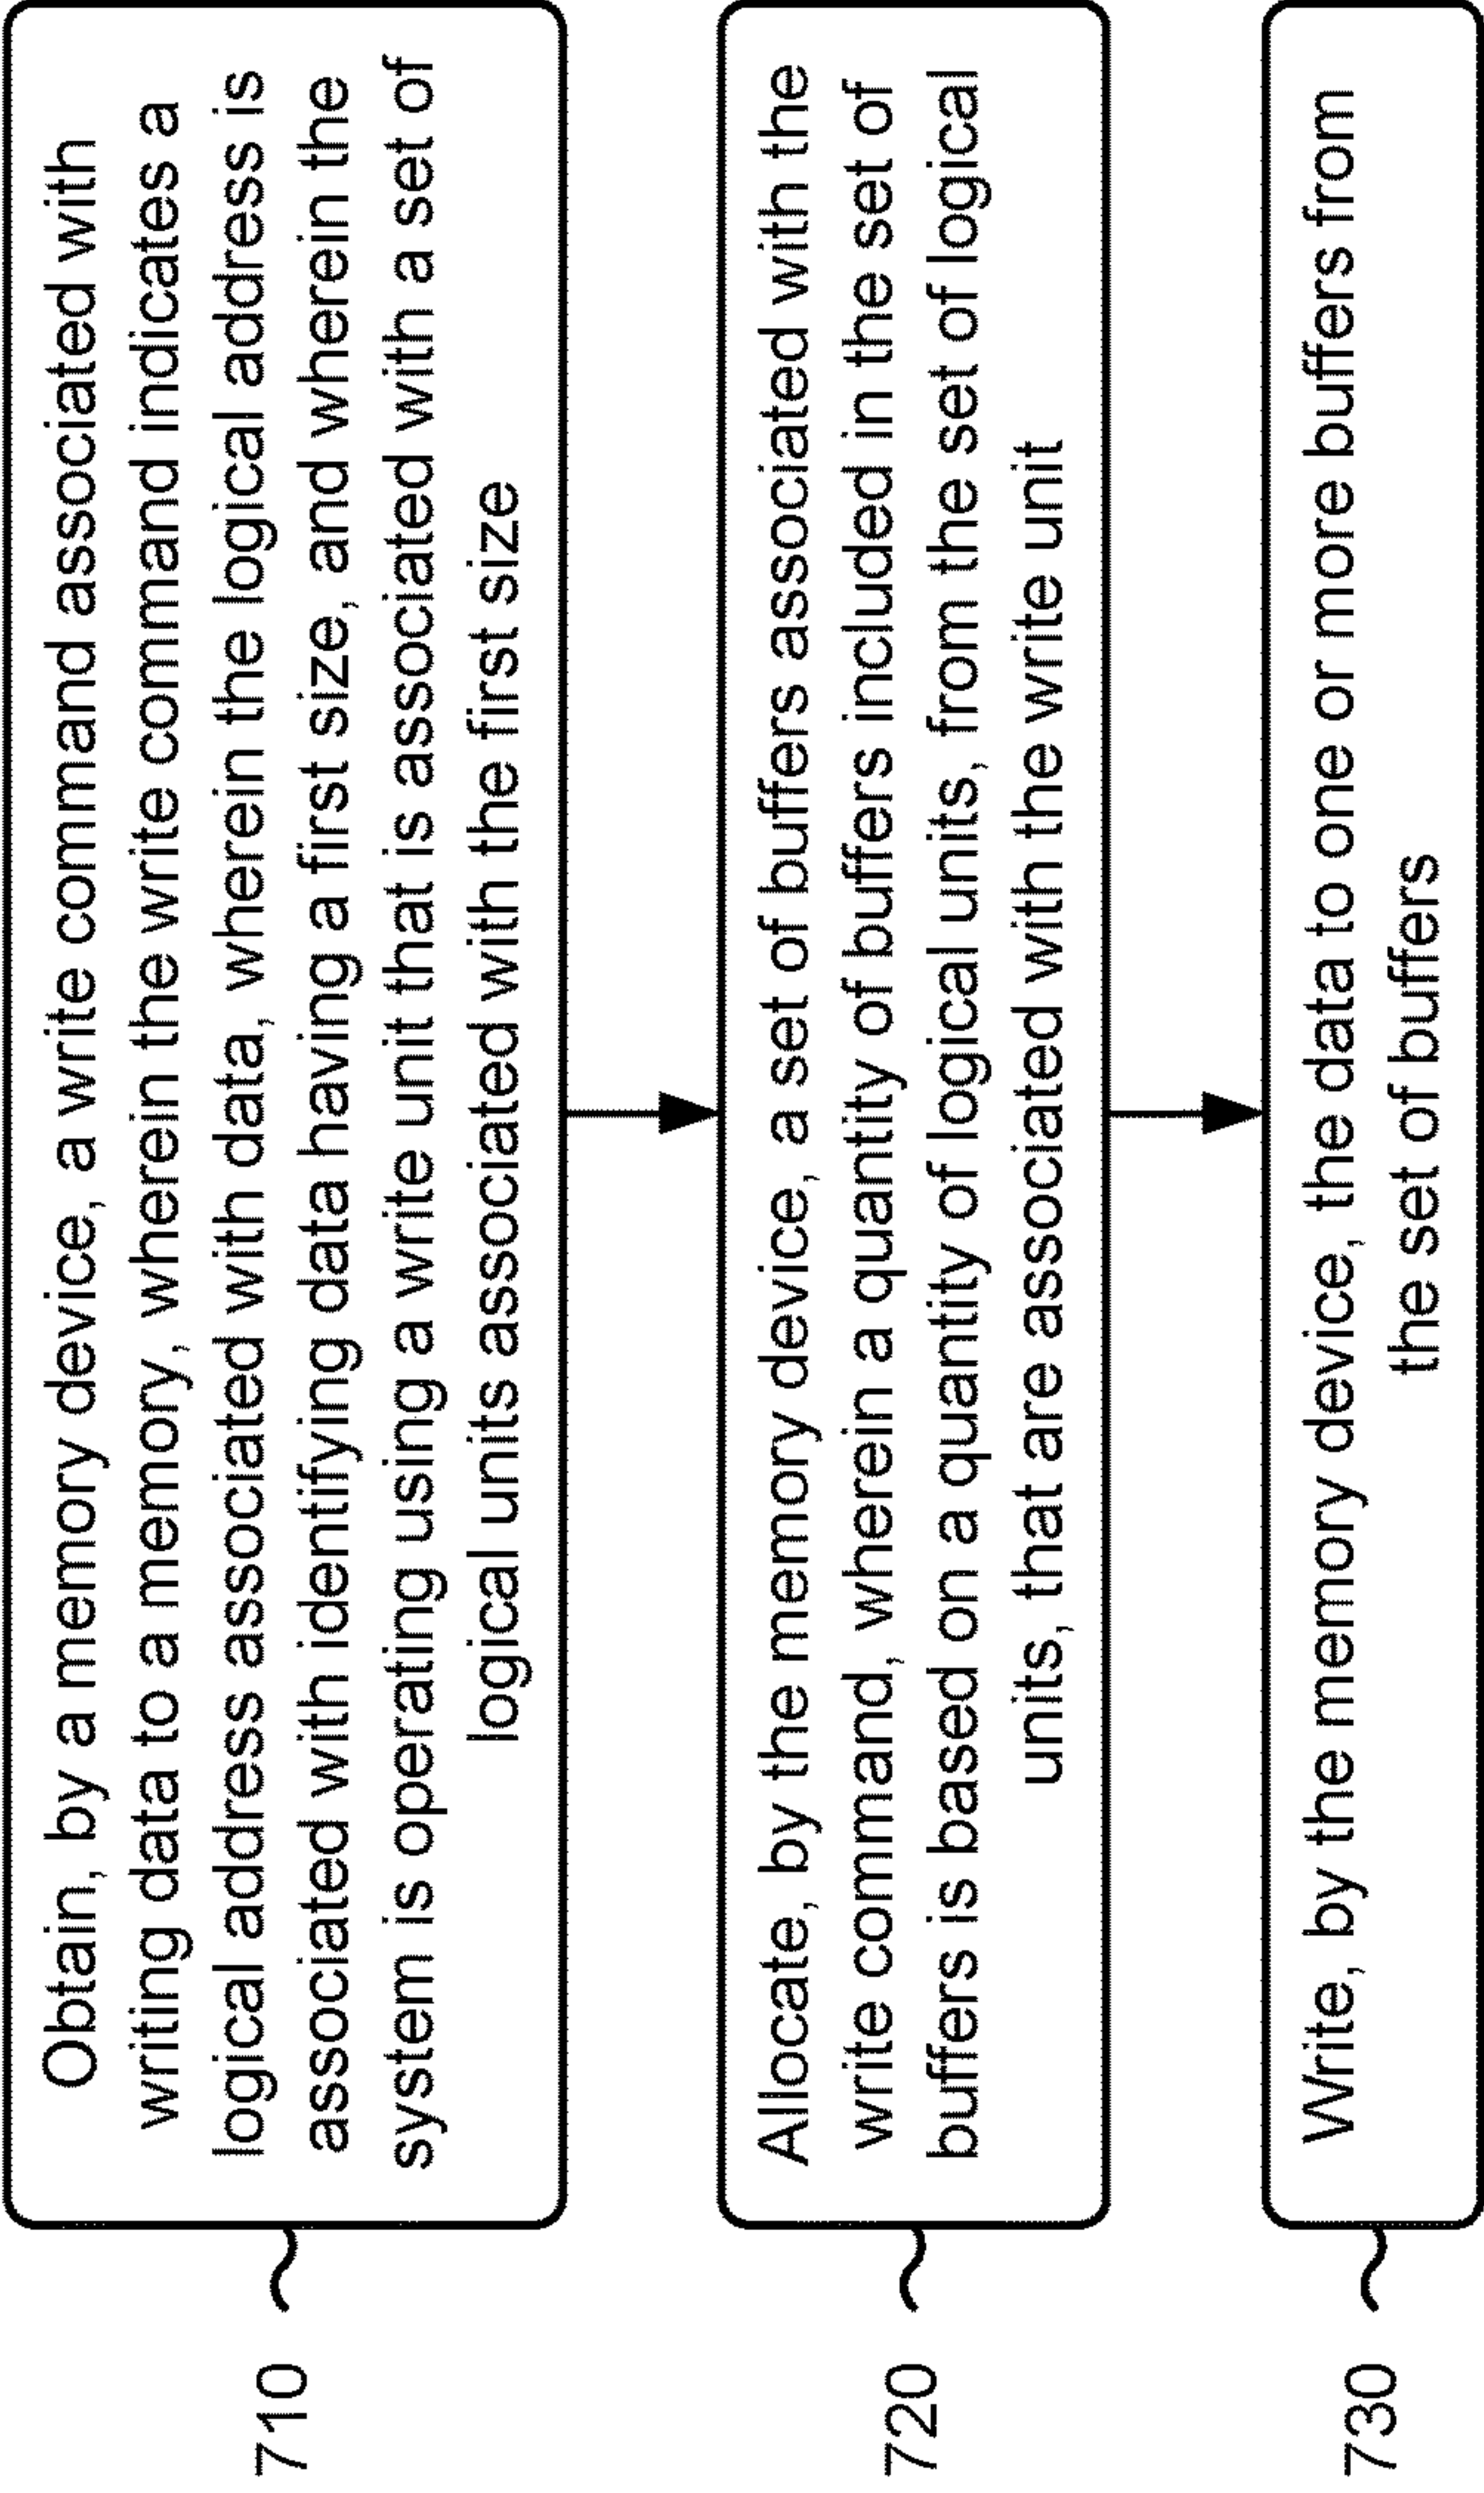 Obtain, by a memory device, a write command associated with
writing data to a memory, wherein the write command indicates a
logical address associated with data, wherein the logical address is
associated with identifying data having a first size, and wherein the
system is operating using a write unit that is associated with a set of
logical units associated with the first size
710
Allocate, by the memory device, a set of buffers associated with the
write command, wherein a quantity of buffers included in the set of
buffers is based on a quantity of logical units, from the set of logical
units, that are associated with the write unit
720
Write, by the memory device, the data to one or more buffers from
the set of buffers
730